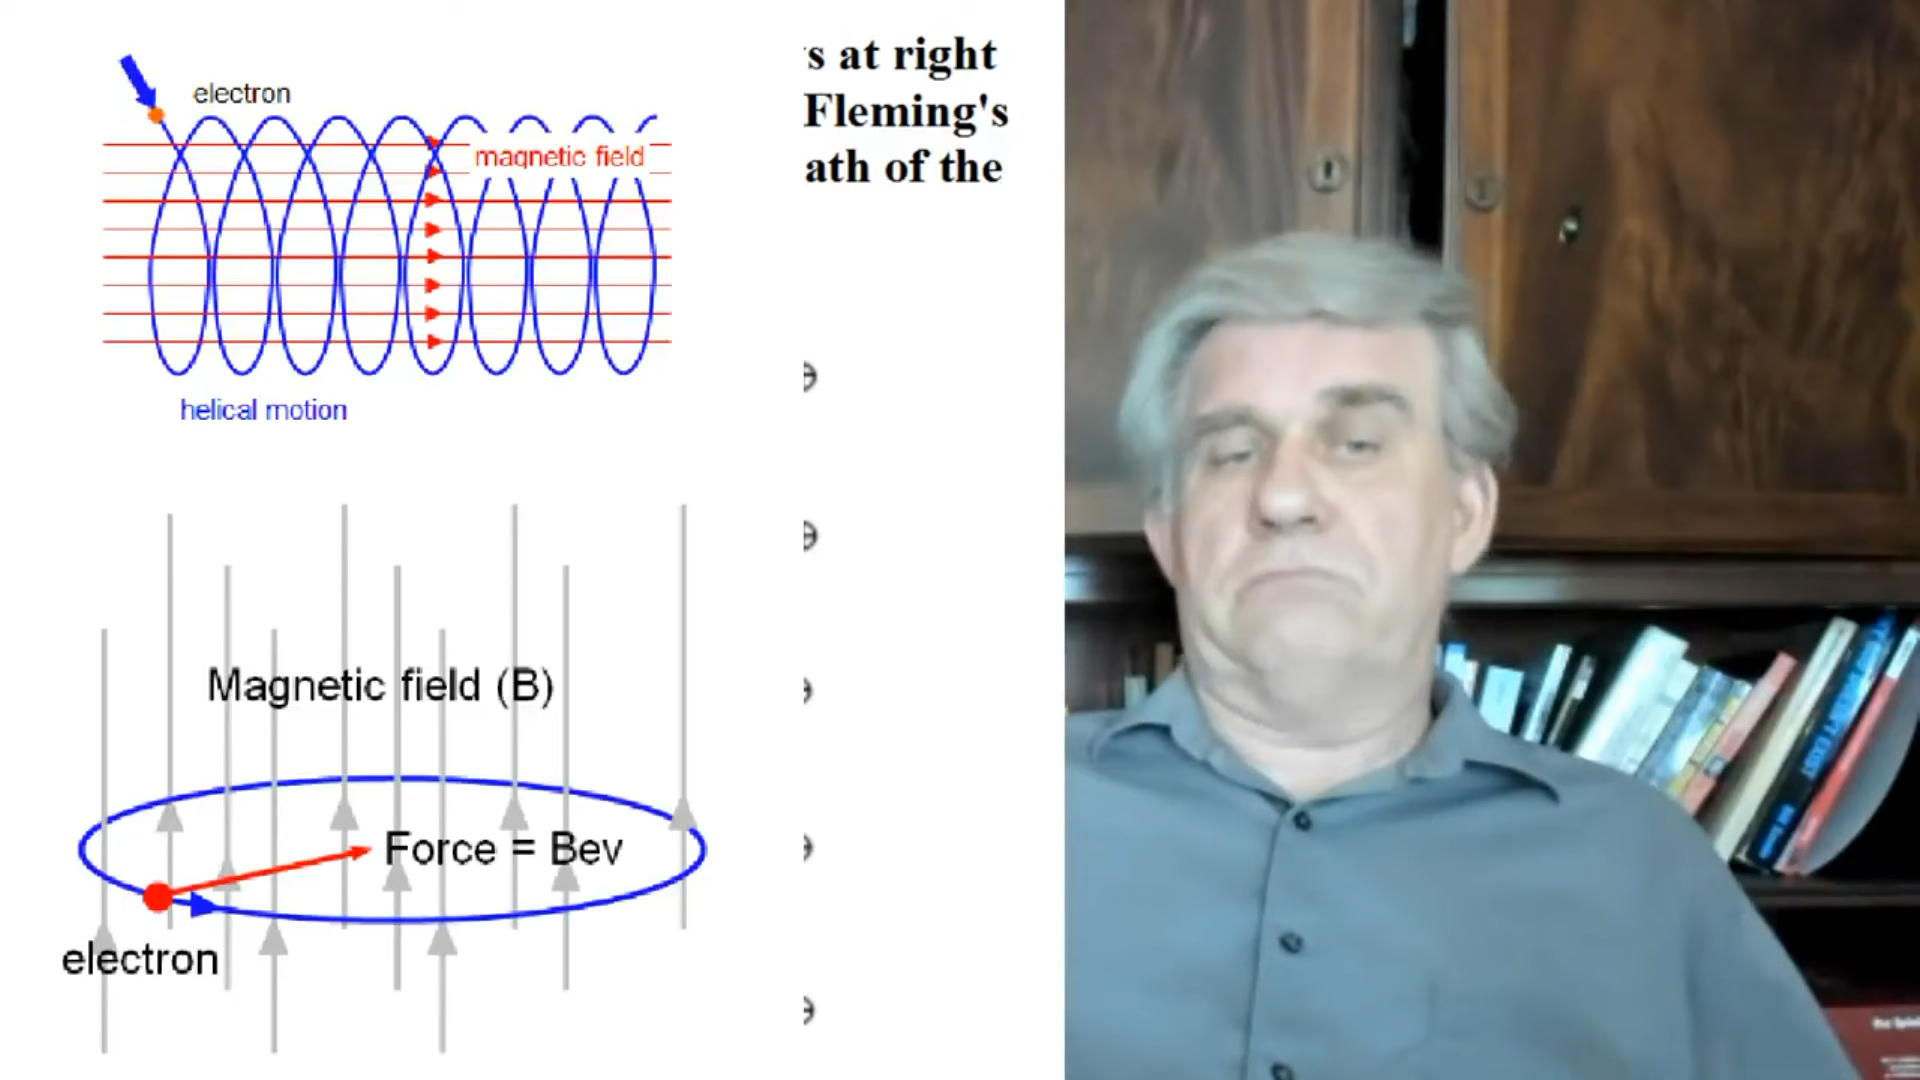 electron
magnetic field
helical motion
Magnetic field (B)
Force = Bev
electron
s at right
Fleming's
ath of the